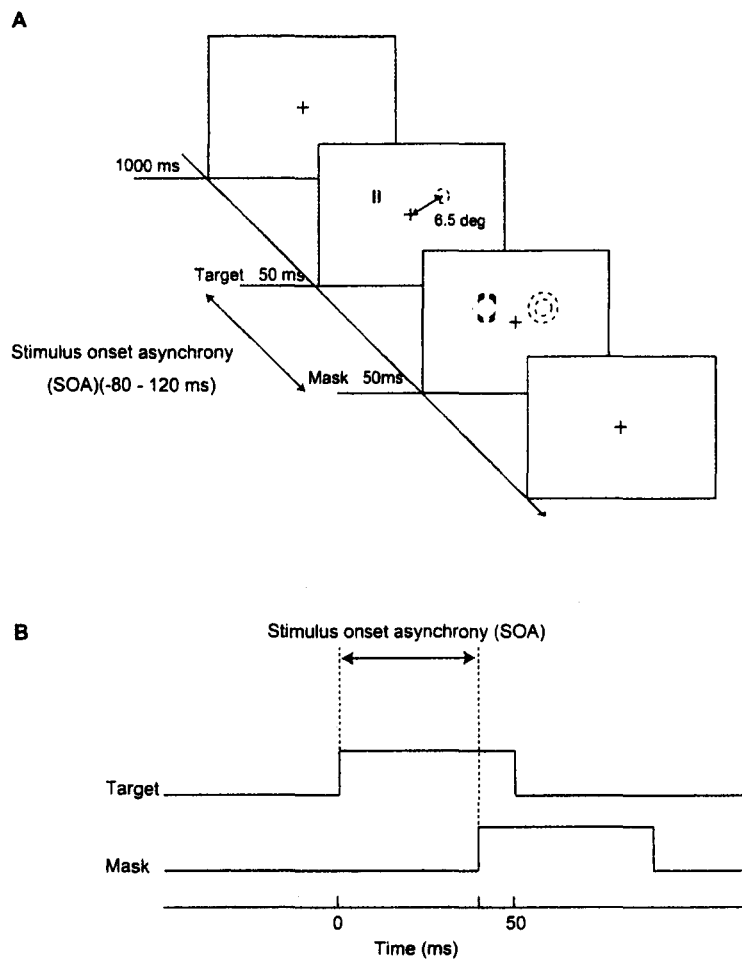 A
1000 ms
6.5 deg
Target 50 ms
Stimulus onset asynchrony
(SOA)(-80 - 120 ms)
Mask 50ms
B
Stimulus onset asynchrony (SOA)
Target
Mask
0 50
Time (ms)